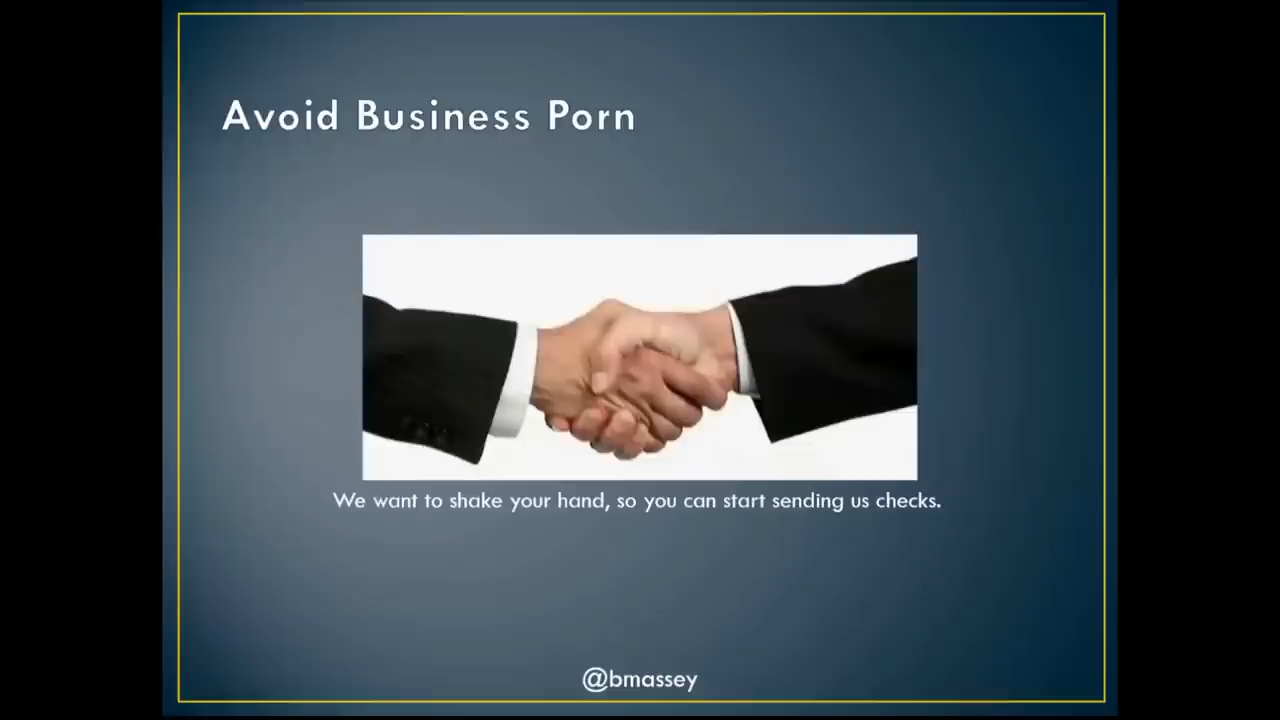 Avoid Business Porn
We want to shake your hand, so you can start sending us checks.
@bmassey